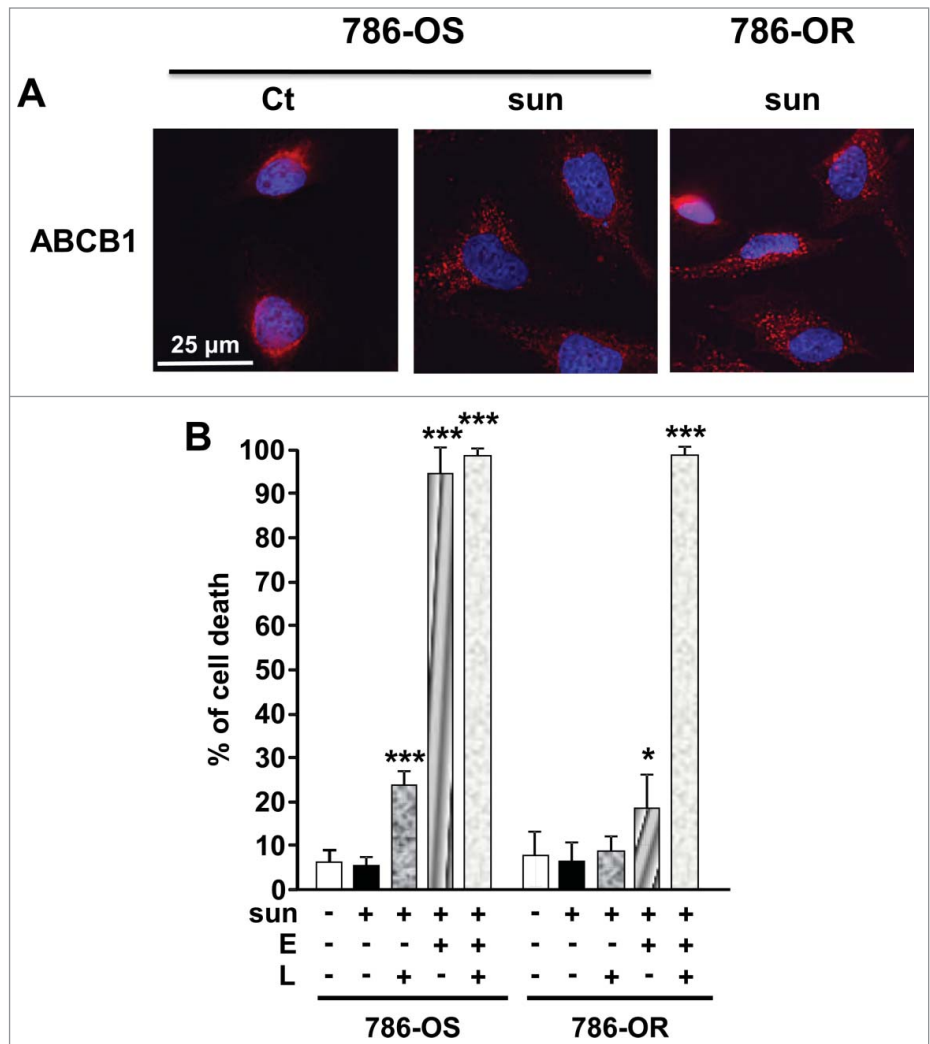 786-OS 786-OR
A Ct sun sun
ABCB1
25 µm
B
*** *** ***
*** *
% of cell death
100
90
80
70
60
50
40
30
20
10
0
sun - + + + + - + + + +
E - - - + + - - - + +
L - - + - + - - + - +
786-OS 786-OR